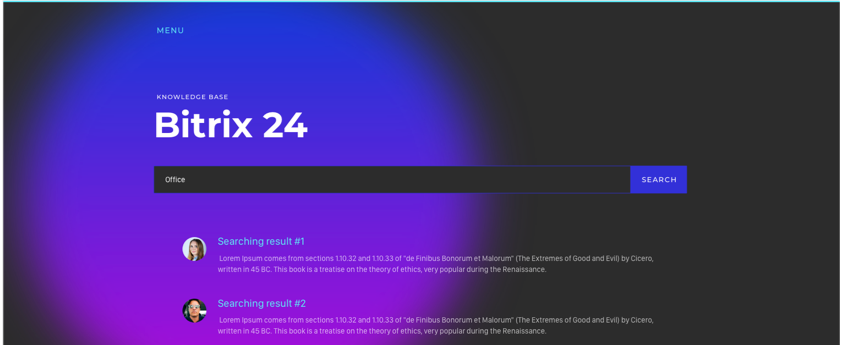 MENU
KNOWLEDGE BASE
Bitrix 24
Office
SEARCH
Searching result #1
Lorem Ipsum comes from sections 1.10.32 and 1.10.33 of "de Finibus Bonorum et Malorum" (The Extremes of Good and Evil) by Cicero,
written in 45 BC. This book is a treatise on the theory of ethics, very popular during the Renaissance.
Searching result #2
Lorem Ipsum comes from sections 1.10.32 and 1.10.33 of "de Finibus Bonorum et Malorum" (The Extremes of Good and Evil) by Cicero,
written in 45 BC. This book is a treatise on the theory of ethics, very popular during the Renaissance.